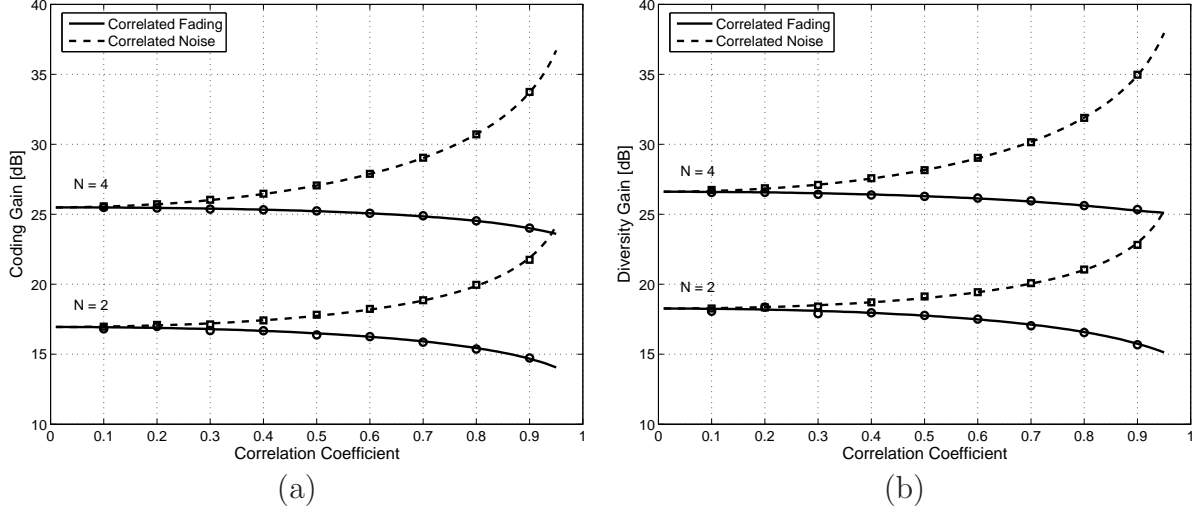 40
35
30
25
20
15
10
0
0.1
0.2
0.3
0.4
0.5
0.6
0.7
0.8
0.9
1
Correlation Coefficient
Coding Gain [dB]
Correlated Fading
Correlated Noise
N = 4
N = 2
(a)
40
35
30
25
20
15
10
0
0.1
0.2
0.3
0.4
0.5
0.6
0.7
0.8
0.9
1
Correlation Coefficient
Diversity Gain [dB]
Correlated Fading
Correlated Noise
N = 4
N = 2
(b)